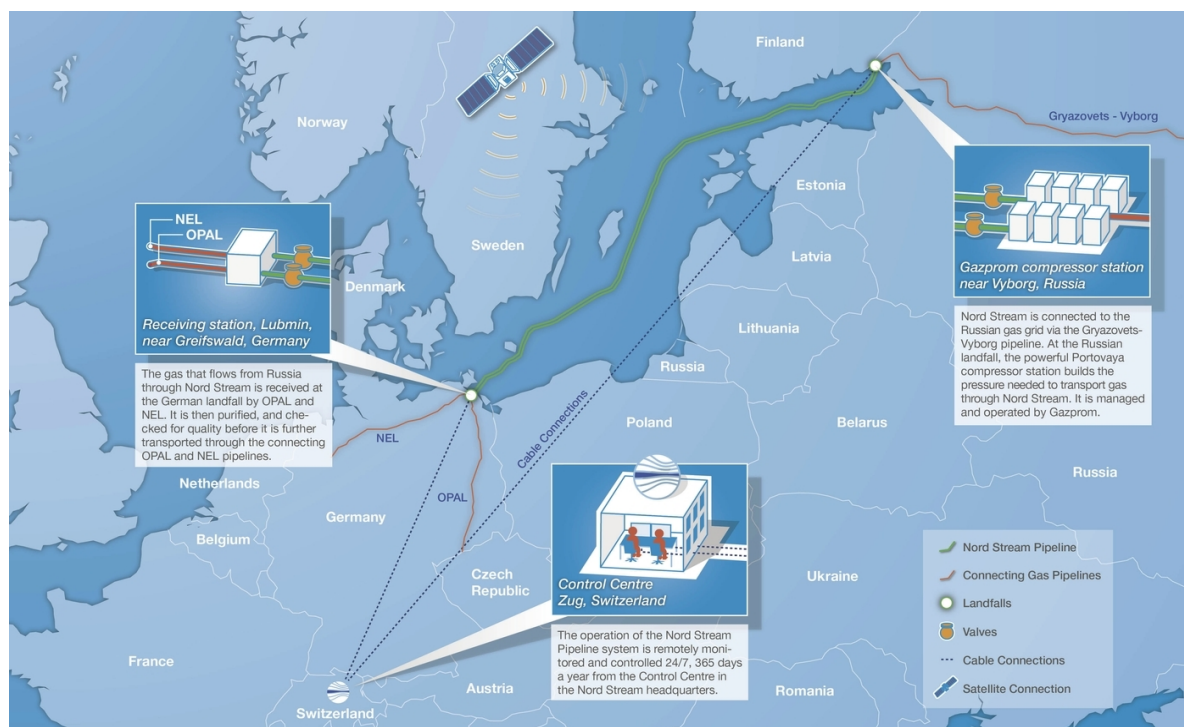 Finland
Norway
Gryazovets - Vyborg
NEL
OPAL
Receiving station, Lubmin,
near Greifswald, Germany
The gas that flows from Russia
through Nord Stream is received at
the German landfall by OPAL and
NEL. It is then purified, and che-
cked for quality before it is further
transported through the connecting
OPAL and NEL pipelines.
Sweden
Denmark
Estonia
Latvia
Lithuania
Russia
Gazprom compressor station
near Vyborg, Russia
Nord Stream is connected to the
Russian gas grid via the Gryazovets-
Vyborg pipeline. At the Russian
landfall, the powerful Portovaya
compressor station builds the
pressure needed to transport gas
through Nord Stream. It is managed
and operated by Gazprom.
Cable Connections
NEL
OPAL
Poland
Belarus
Russia
Netherlands
Germany
Belgium
Czech
Republic
Ukraine
France
Switzerland
Austria
Romania
Control Centre
Zug, Switzerland
The operation of the Nord Stream
Pipeline system is remotely moni-
tored and controlled 24/7, 365 days
a year from the Control Centre in
the Nord Stream headquarters.
Nord Stream Pipeline
Connecting Gas Pipelines
Landfalls
Valves
Cable Connections
Satellite Connection